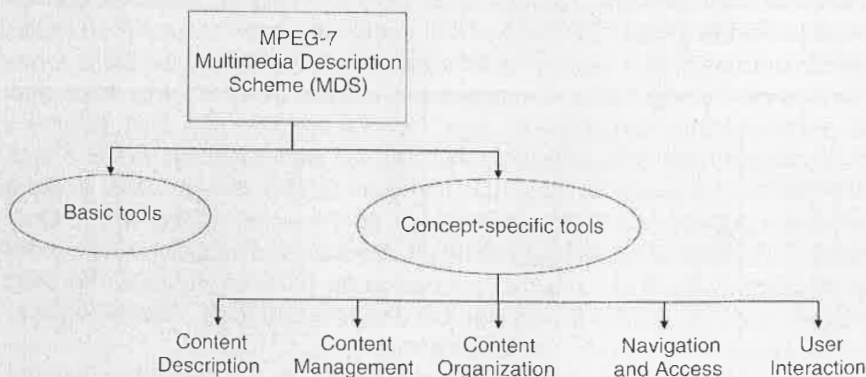 MPEG-7
Multimedia Description
Scheme (MDS)
Basic tools
Concept-specific tools
Content
Description
Content
Management
Content
Organization
Navigation
and Access
User
Interaction